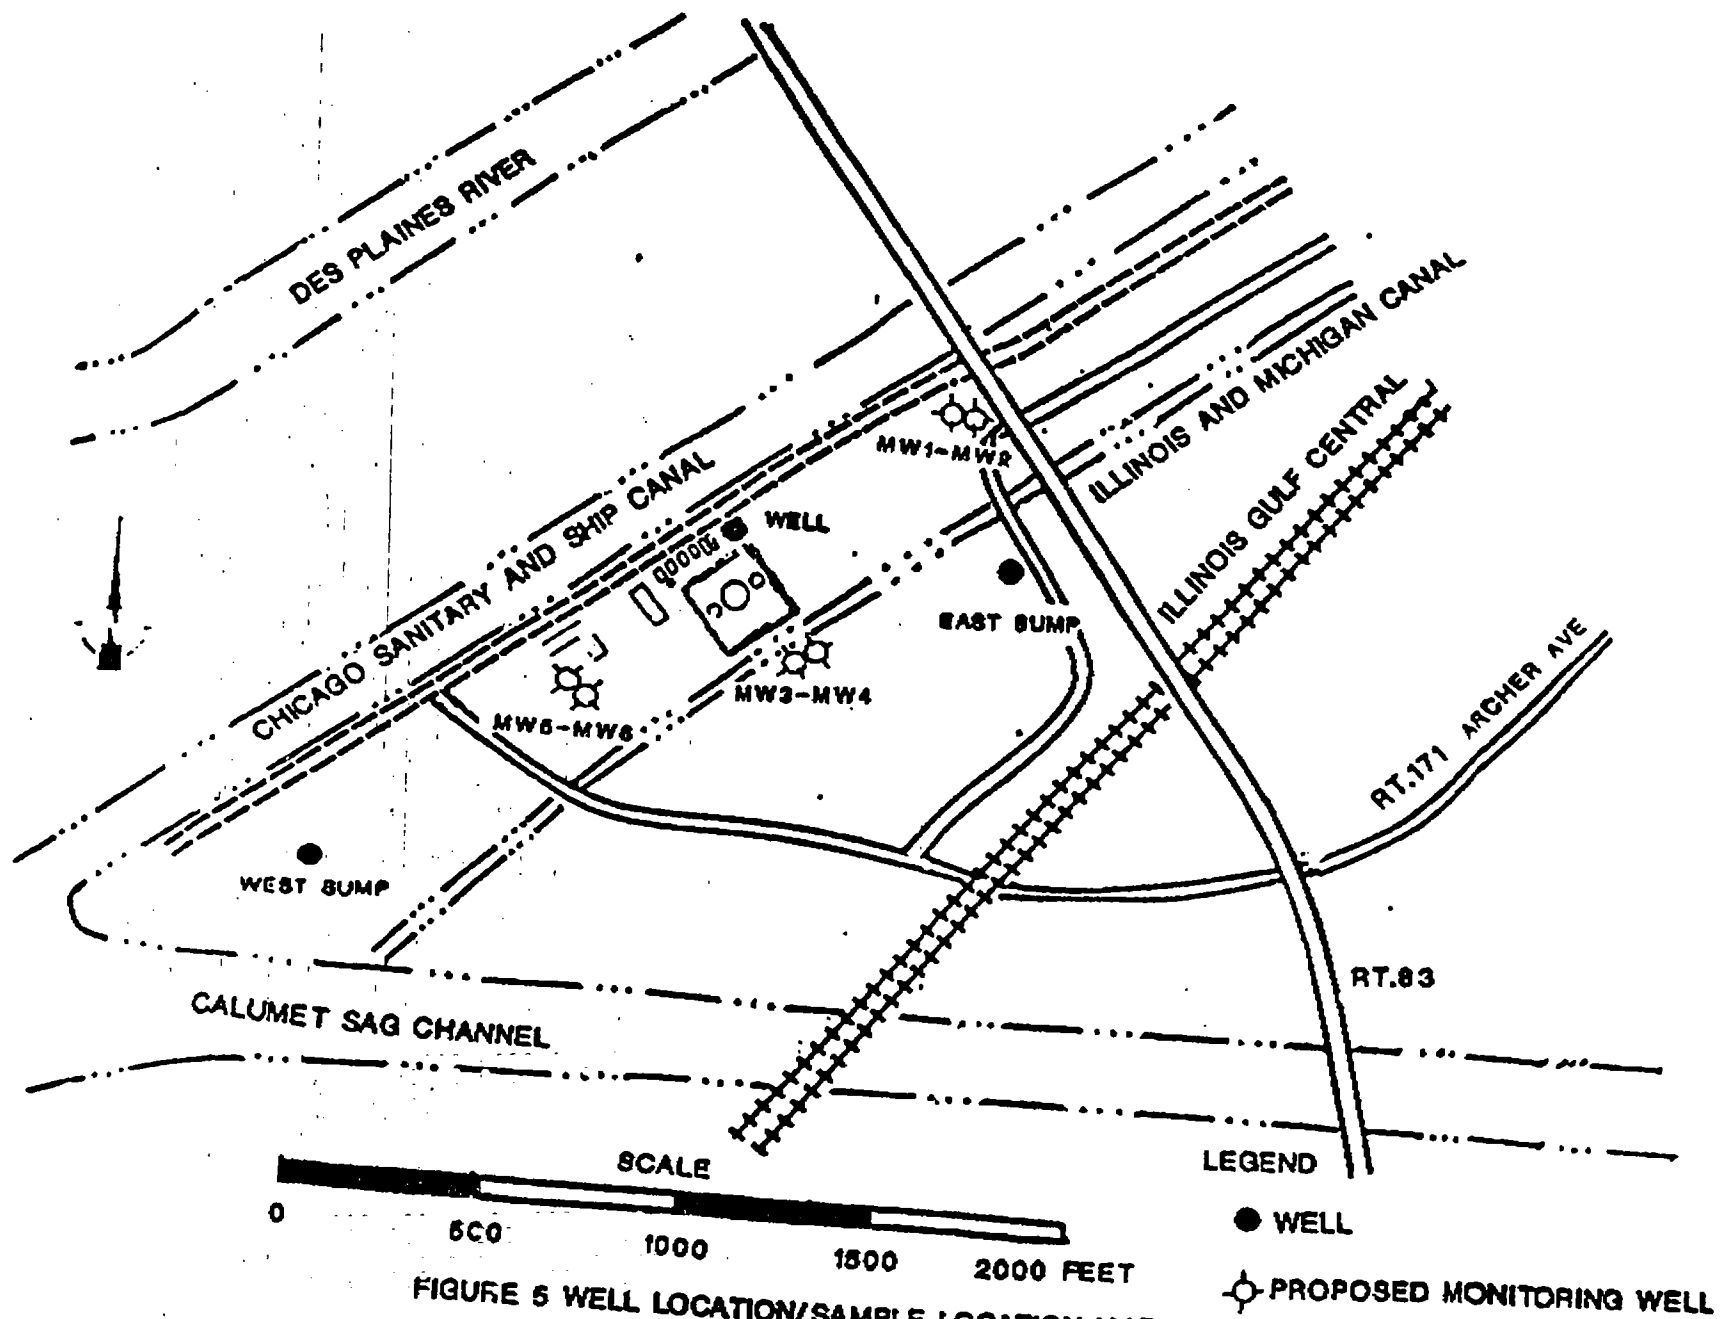 DES PLAINES RIVER
ILLINOIS AND MICHIGAN CANAL
ILLINOIS GULF CENTRAL
MW1-MW2
CHICAGO SANITARY AND SHIP CANAL
WELL
EAST SUMP
MW3-MW4
MW5-MW6
RT.171 ARCHER AVE
WEST SUMP
RT.83
CALUMET SAG CHANNEL
SCALE
0
500
1000
1500
2000 FEET
LEGEND
WELL
PROPOSED MONITORING WELL
FIGURE 5 WELL LOCATION/SAMPLE LOCATION